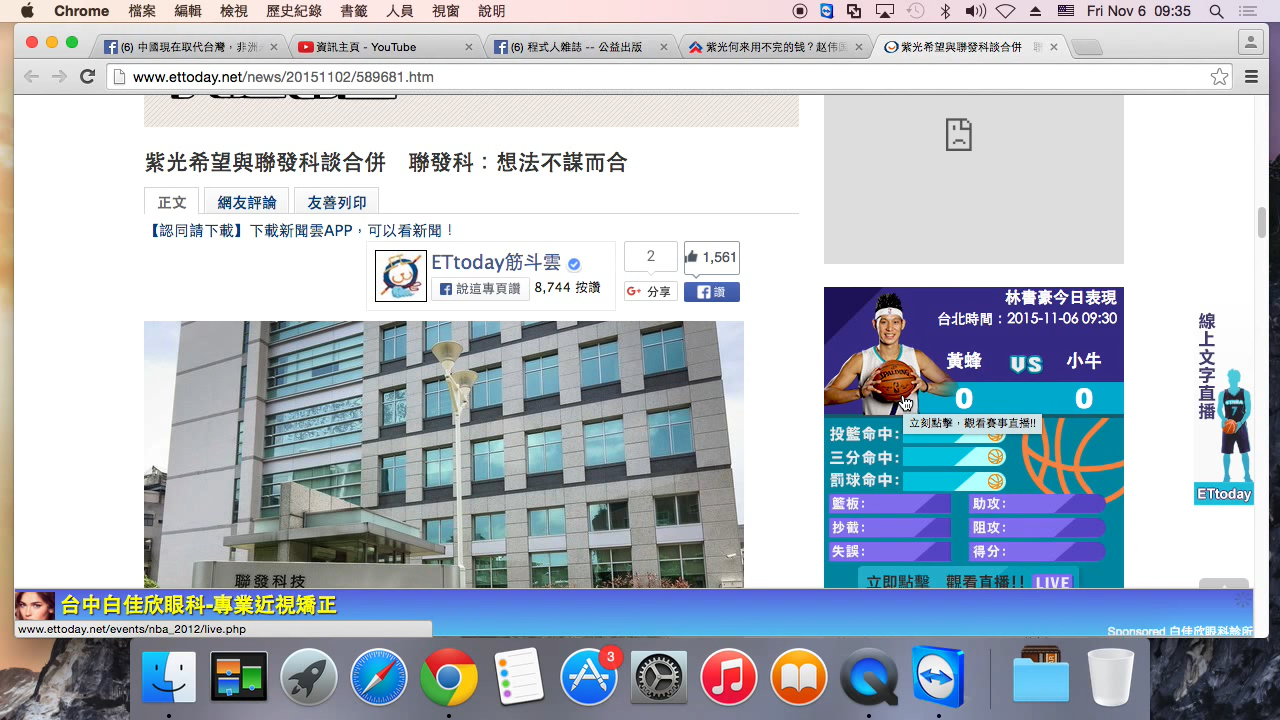 Chrome 檔案 編輯 檢視 歷史紀錄 書籤 人員 視窗 說明 Fri Nov 6 09:35
(6) 中國現在取代台灣，非洲 資訊主頁 - YouTube (6) 程式人雜誌 -- 公益出版 紫光何來用不完的钱？赵伟国 紫光希望與聯發科談合併 聯
www.ettoday.net/news/20151102/589681.htm
紫光希望與聯發科談合併 聯發科：想法不謀而合
正文 網友評論 友善列印
【認同請下載】下載新聞雲APP，可以看新聞！
ETtoday筋斗雲
說這專頁讚 8,744 按讚
2 1,561
G+ 分享 讚
聯發科技
林書豪今日表現
台北時間：2015-11-06 09:30
黃蜂 VS 小牛
0 0
立刻點擊，觀看賽事直播!!
投籃命中:
三分命中:
罰球命中:
籃板: 助攻:
抄截: 阻攻:
失誤: 得分:
立即點擊 觀看直播!! LIVE
線上文字直播
7
ETtoday
台中白佳欣眼科-專業近視矯正
www.ettoday.net/events/nba_2012/live.php
Sponsored 白佳欣眼科診所
3